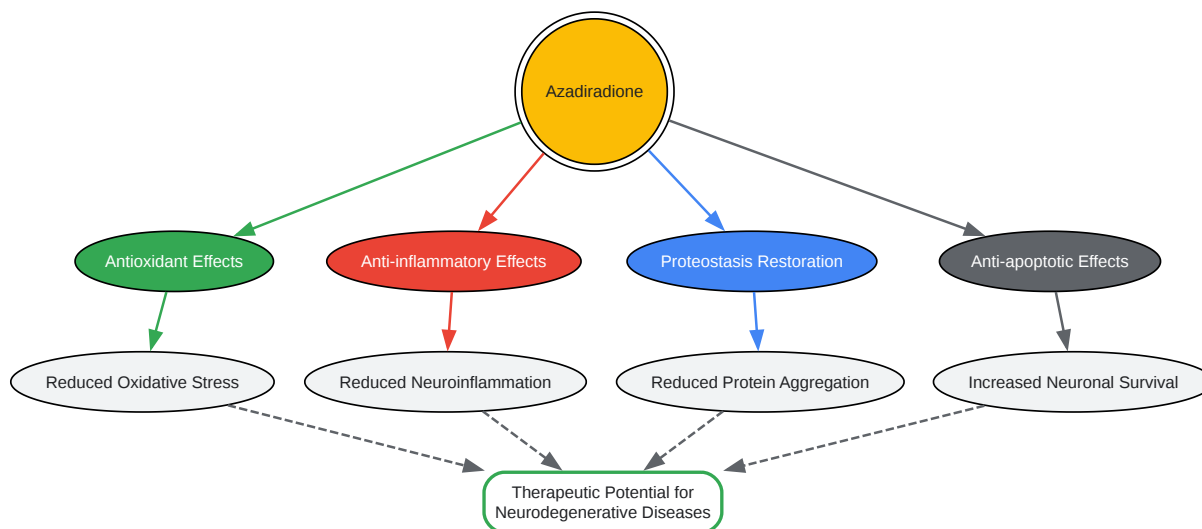 Azadiradione
Antioxidant Effects
Anti-inflammatory Effects
Proteostasis Restoration
Anti-apoptotic Effects
Reduced Oxidative Stress
Reduced Neuroinflammation
Reduced Protein Aggregation
Increased Neuronal Survival
Therapeutic Potential for
Neurodegenerative Diseases